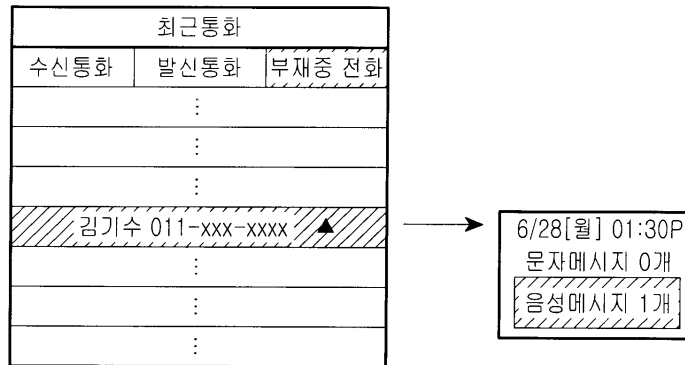 최근통화
수신통화 발신통화 부재중 전화
⋮
⋮
⋮
김기수 011-xxx-xxxx ▲
⋮
⋮
⋮
6/28[월] 01:30P
문자메시지 0개
음성메시지 1개